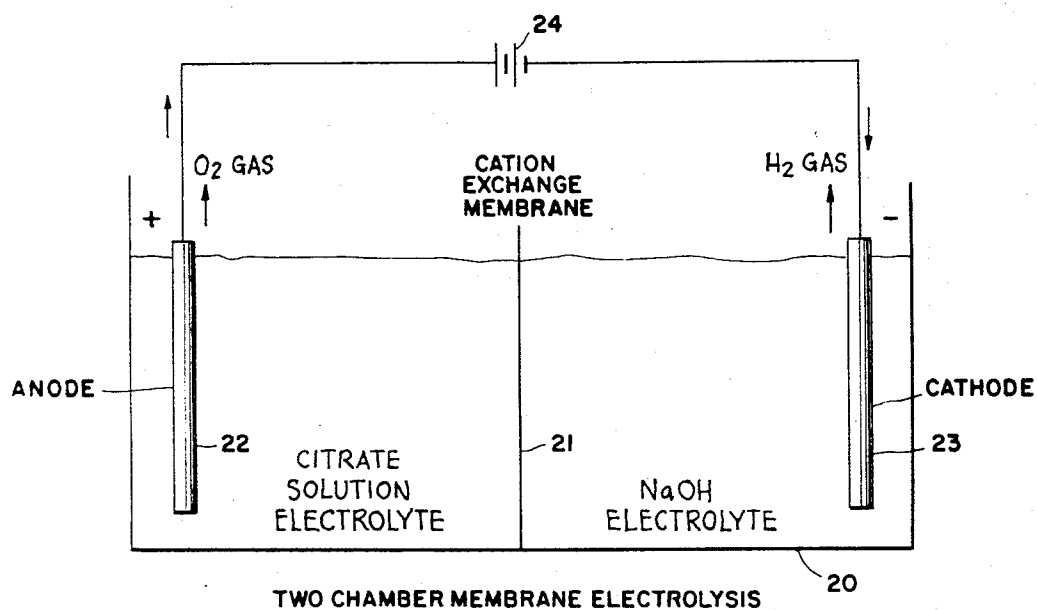 24
O2 GAS
CATION
EXCHANGE
MEMBRANE
H2 GAS
+
-
ANODE
CATHODE
22
21
23
CITRATE
SOLUTION
ELECTROLYTE
NaOH
ELECTROLYTE
20
TWO CHAMBER MEMBRANE ELECTROLYSIS